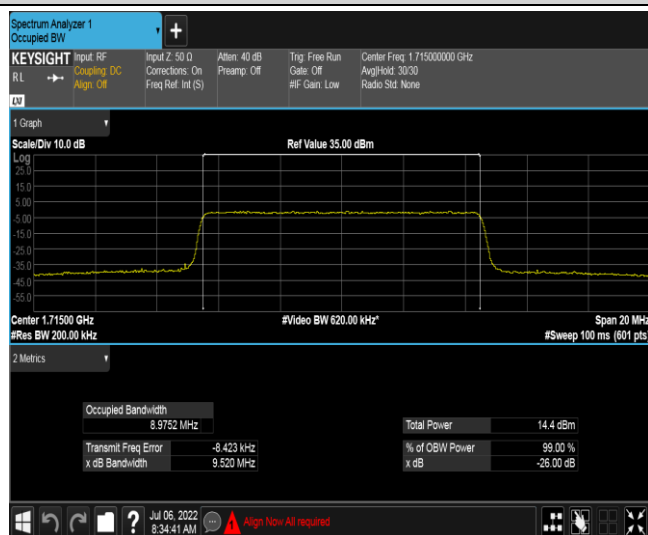 Spectrum Analyzer 1
Occupied BW
KEYSIGHT Input: RF Input Z: 50 Ω Atten: 40 dB Trig: Free Run Center Freq: 1.715000000 GHz
RL Coupling: DC Corrections: On Preamp: Off Gate: Off Avg|Hold: 30/30
Align: Off Freq Ref: Int (S) #IF Gain: Low Radio Std: None
LXI
1 Graph
Scale/Div 10.0 dB Ref Value 35.00 dBm
Log
25.0
15.0
5.00
-5.00
-15.0
-25.0
-35.0
-45.0
-55.0
Center 1.71500 GHz #Video BW 620.00 kHz* Span 20 MHz
#Res BW 200.00 kHz #Sweep 100 ms (601 pts)
2 Metrics
Occupied Bandwidth
8.9752 MHz Total Power 14.4 dBm
Transmit Freq Error -8.423 kHz % of OBW Power 99.00 %
x dB Bandwidth 9.520 MHz x dB -26.00 dB
? Jul 06, 2022
8:34:41 AM 1 Align Now All required